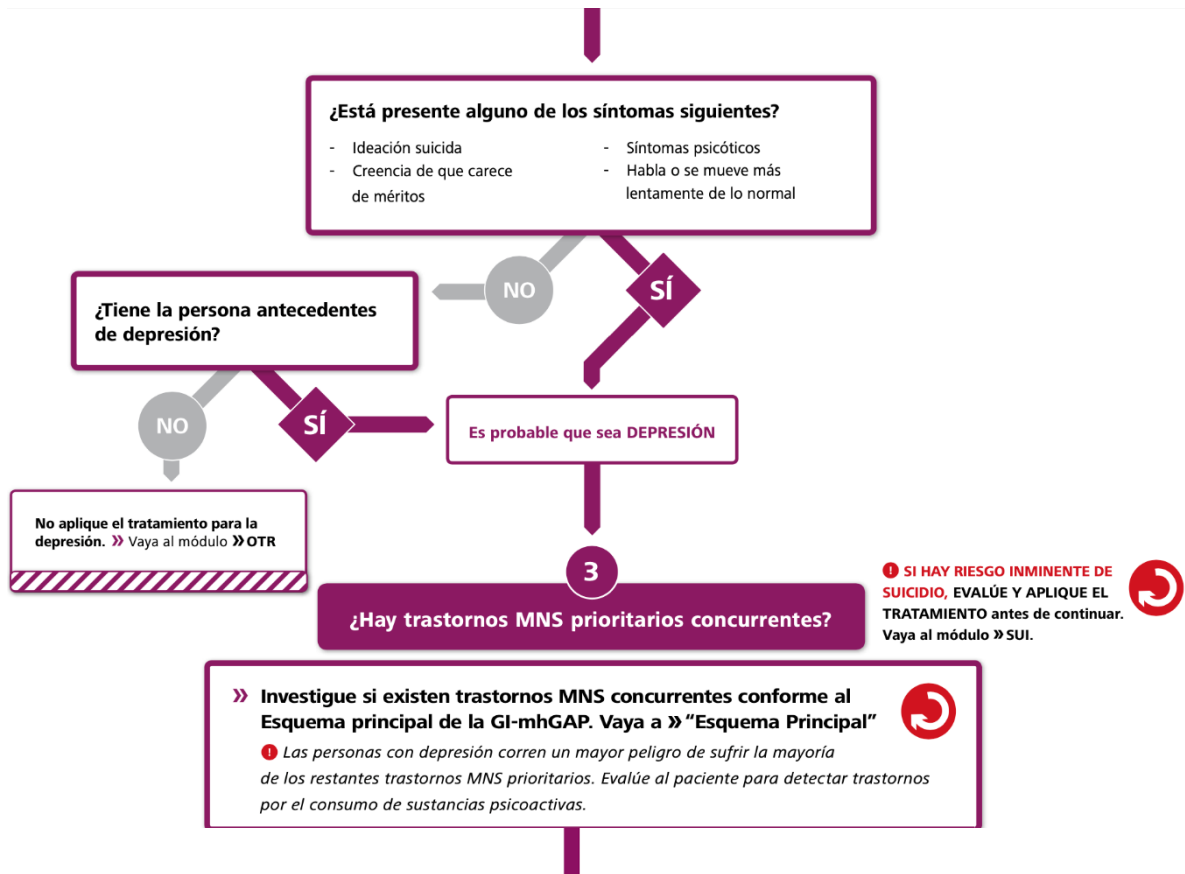 ¿Está presente alguno de los síntomas siguientes?
- Ideación suicida
- Creencia de que carece
de méritos
- Síntomas psicóticos
- Habla o se mueve más
lentamente de lo normal
NO
SÍ
¿Tiene la persona antecedentes
de depresión?
NO
SÍ
Es probable que sea DEPRESIÓN
No aplique el tratamiento para la
depresión. » Vaya al módulo » OTR
3
¿Hay trastornos MNS prioritarios concurrentes?
! SI HAY RIESGO INMINENTE DE
SUICIDIO, EVALÚE Y APLIQUE EL
TRATAMIENTO antes de continuar.
Vaya al módulo » SUI.
» Investigue si existen trastornos MNS concurrentes conforme al
Esquema principal de la GI-mhGAP. Vaya a » “Esquema Principal”
! Las personas con depresión corren un mayor peligro de sufrir la mayoría
de los restantes trastornos MNS prioritarios. Evalúe al paciente para detectar trastornos
por el consumo de sustancias psicoactivas.